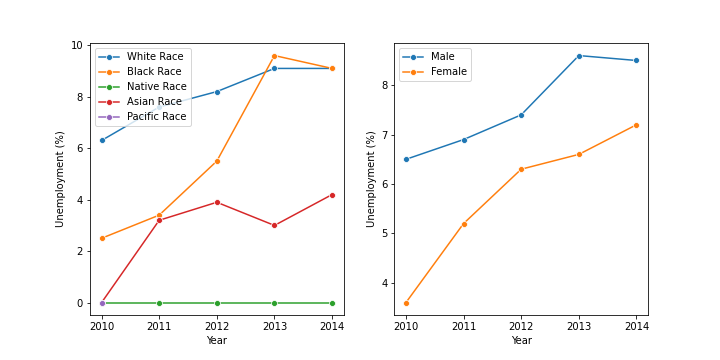 White Race
Black Race
Native Race
Asian Race
Pacific Race
10
8
6
4
2
0
Unemployment (%)
2010 2011 2012 2013 2014
Year
Male
Female
8
7
6
5
4
Unemployment (%)
2010 2011 2012 2013 2014
Year